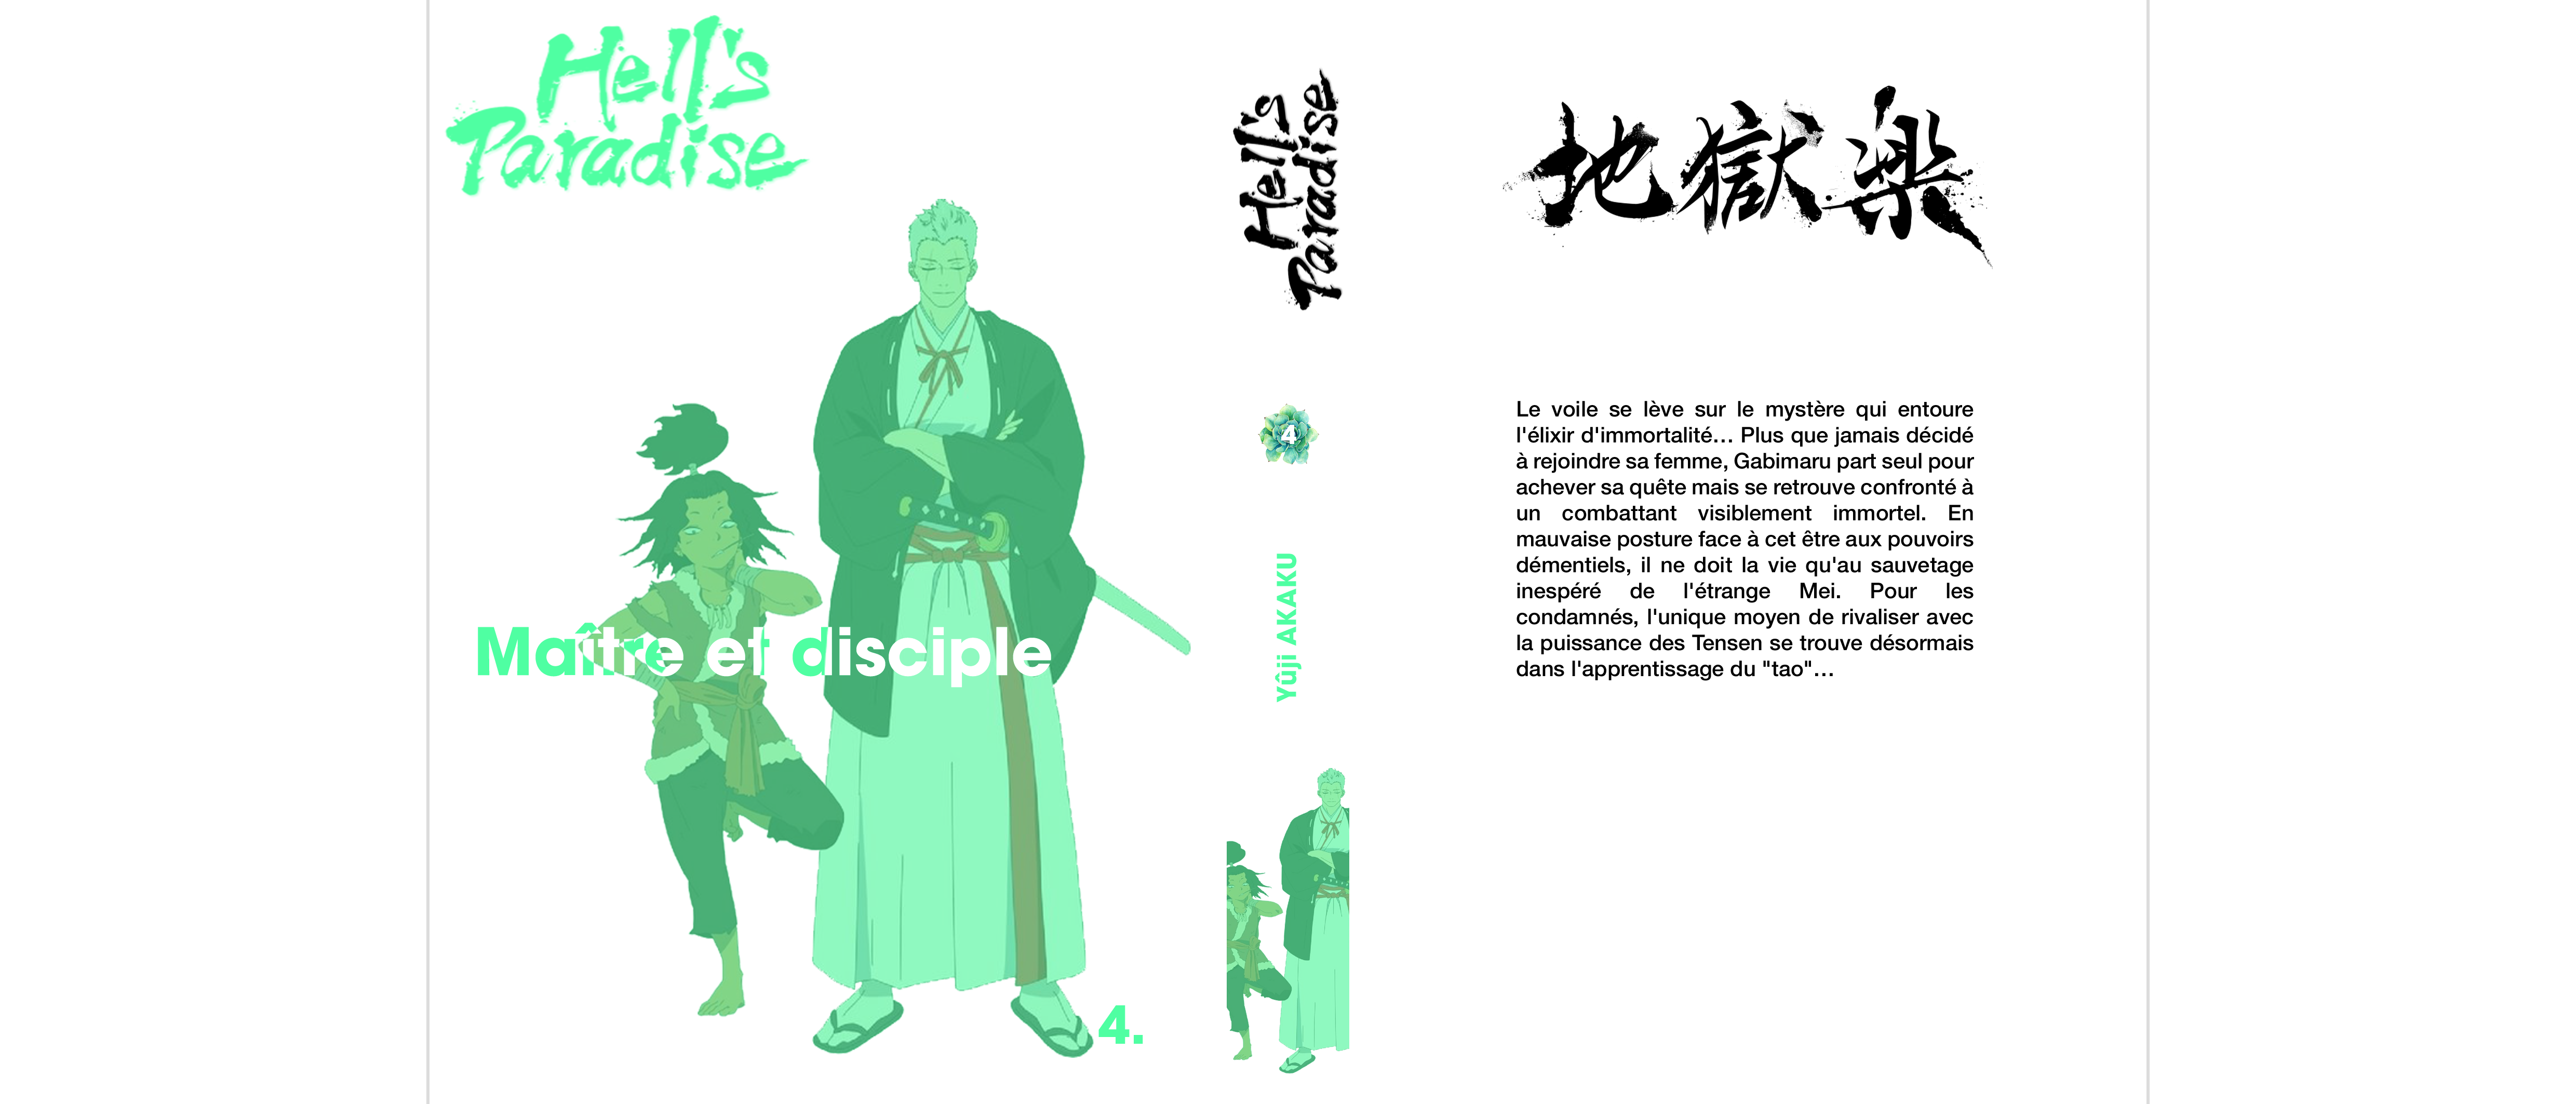 Hell's
Paradise
Maître et disciple
4.
Hell's
Paradise
4
Yûji AKAKU
地獄楽
Le voile se lève sur le mystère qui entoure
l'élixir d'immortalité… Plus que jamais décidé
à rejoindre sa femme, Gabimaru part seul pour
achever sa quête mais se retrouve confronté à
un combattant visiblement immortel. En
mauvaise posture face à cet être aux pouvoirs
démentiels, il ne doit la vie qu'au sauvetage
inespéré de l'étrange Mei. Pour les
condamnés, l'unique moyen de rivaliser avec
la puissance des Tensen se trouve désormais
dans l'apprentissage du "tao"…